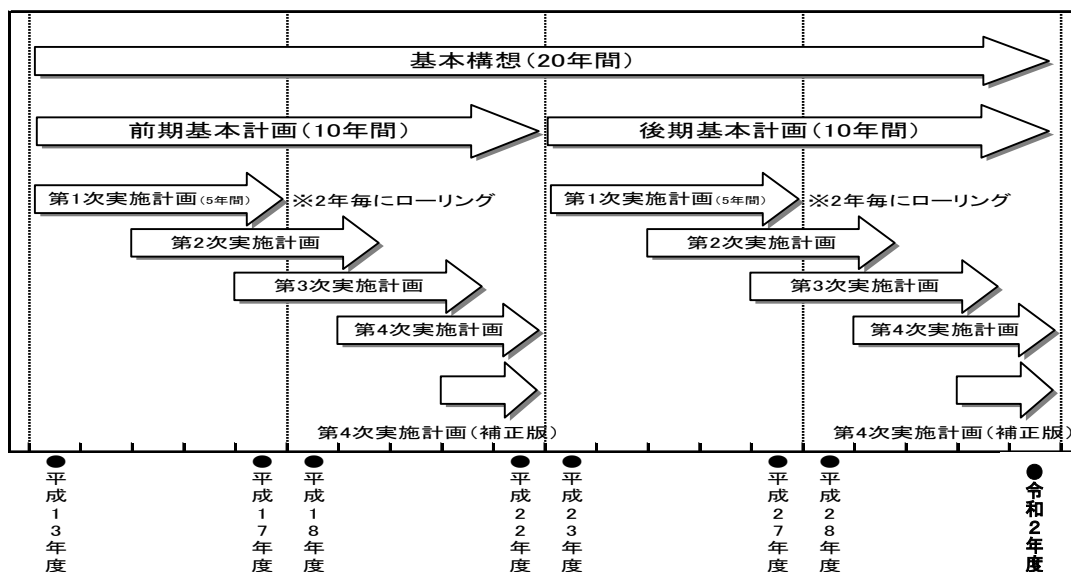 基本構想(20年間)
前期基本計画(10年間)
後期基本計画(10年間)
第1次実施計画(5年間)
※2年毎にローリング
第1次実施計画(5年間)
※2年毎にローリング
第2次実施計画
第2次実施計画
第3次実施計画
第3次実施計画
第4次実施計画
第4次実施計画
第4次実施計画(補正版)
第4次実施計画(補正版)
●平成13年度
●平成17年度
●平成18年度
●平成22年度
●平成23年度
●平成27年度
●平成28年度
●令和2年度